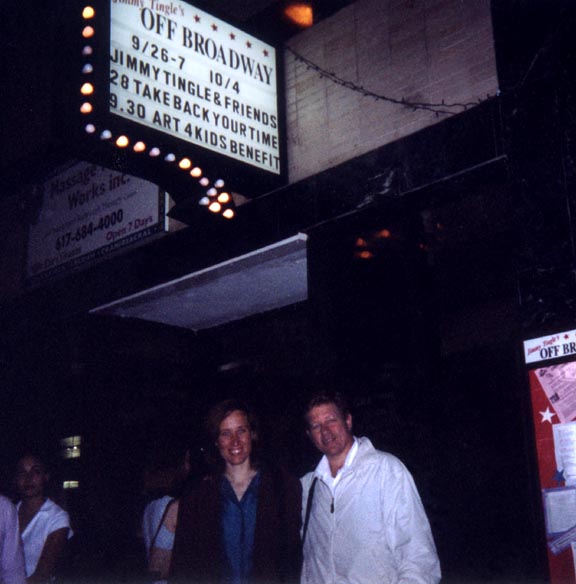 Jimmy Tingle's
OFF BROADWAY
9/26-7 10/4
JIMMY TINGLE & FRIENDS
28 TAKE BACK YOUR TIME
9.30 ART 4 KIDS BENEFIT
Massage
Works inc.
617-684-4000
Open 7 Days
Jimmy Tingle's
OFF BR